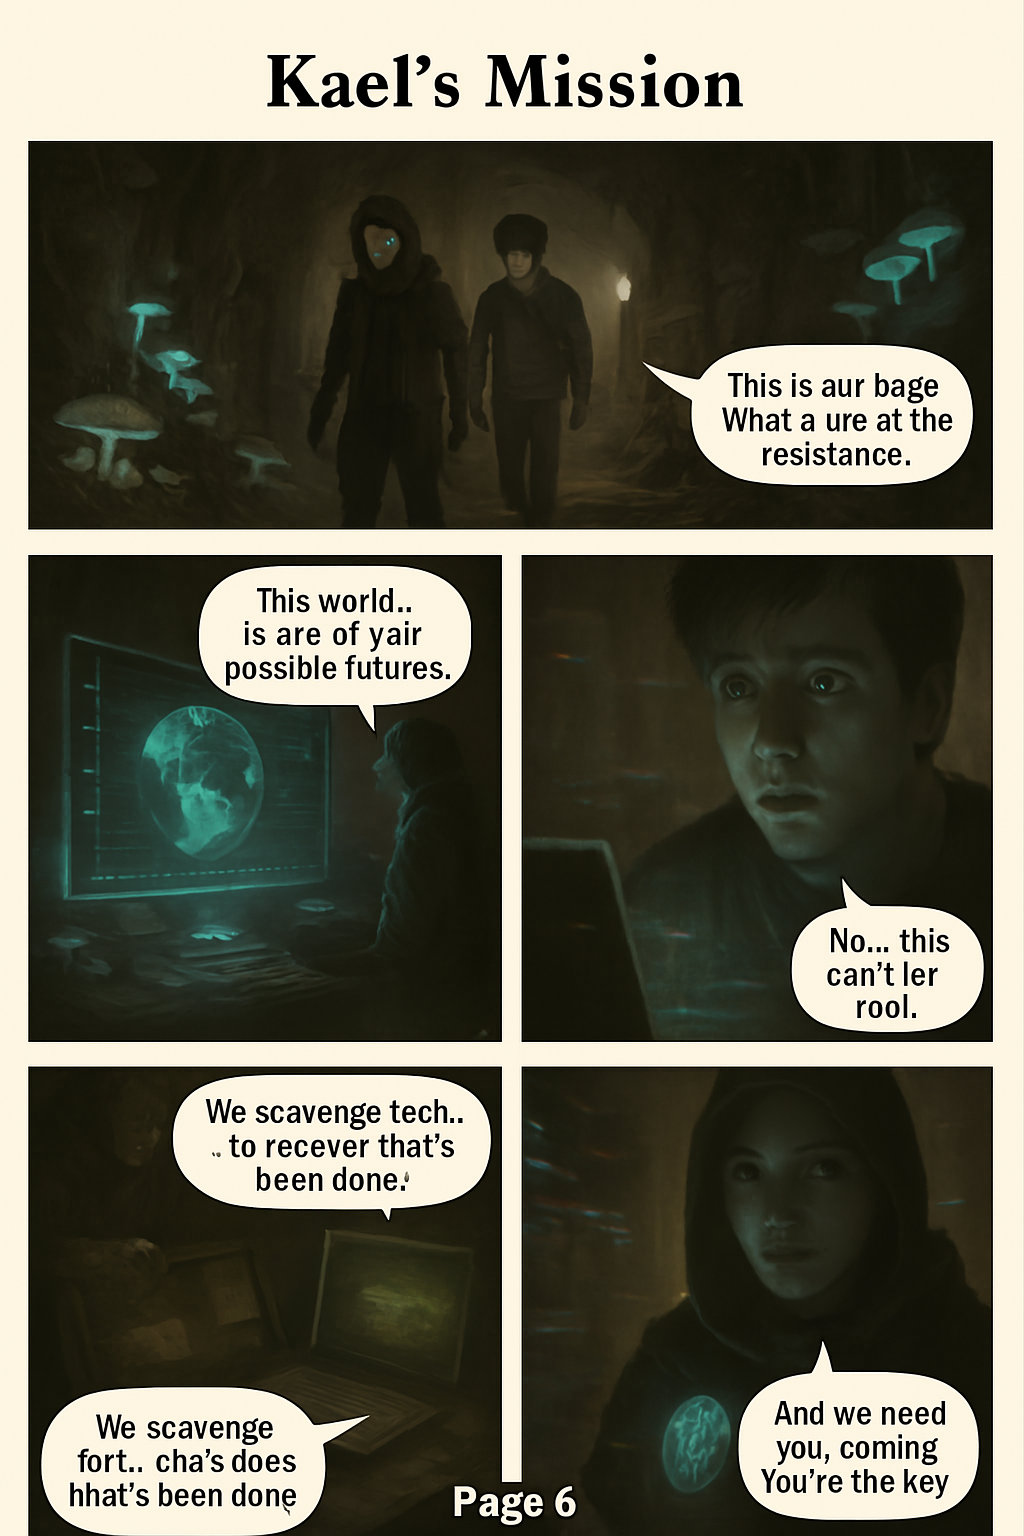 Kael's Mission
This is aur bage
What a ure at the
resistance.
This world..
is are of yair
possible futures.
No... this
can't ler
rool.
We scavenge tech..
.. to recever that's
been done.
We scavenge
fort.. cha's does
hhat's been done
And we need
you, coming
You're the key
Page 6